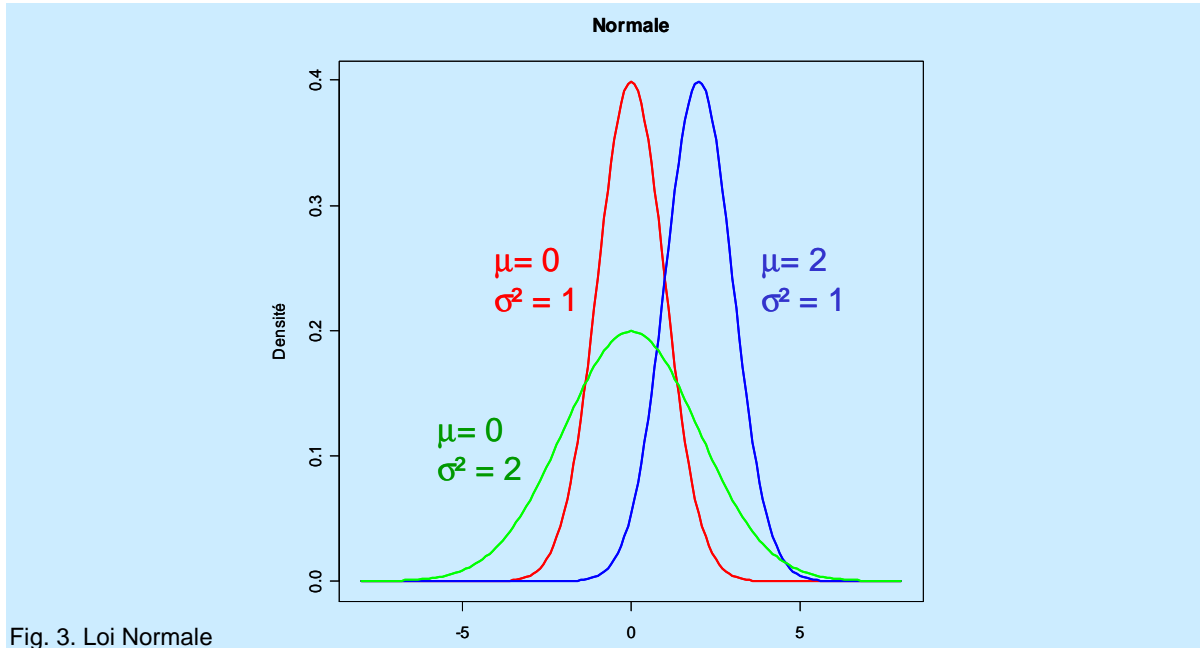 Normale
Densité
0.4
0.3
0.2
0.1
0.0
μ= 0
σ² = 1
μ= 2
σ² = 1
μ= 0
σ² = 2
-5
0
5
Fig. 3. Loi Normale